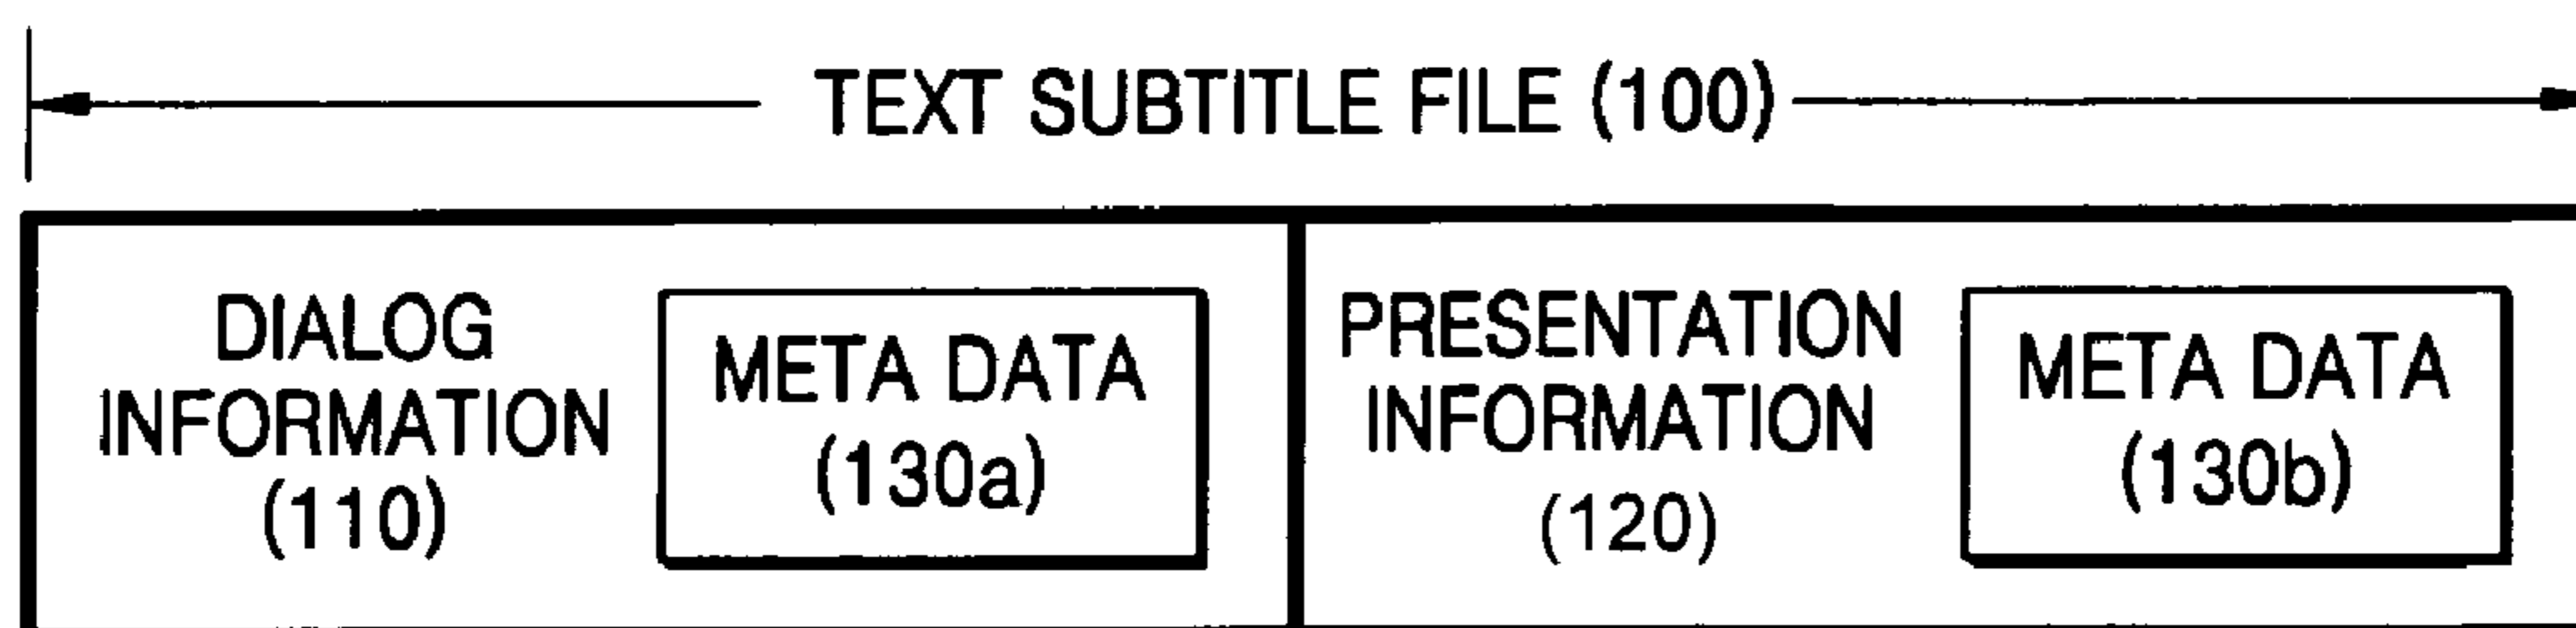 TEXT SUBTITLE FILE (100)
DIALOG
INFORMATION
(110)
META DATA
(130a)
PRESENTATION
INFORMATION
(120)
META DATA
(130b)